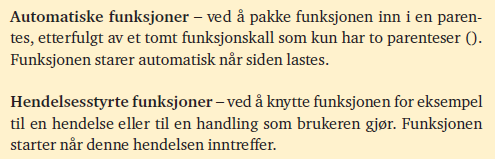 Automatiske funksjoner – ved å pakke funksjonen inn i en paren-
tes, etterfulgt av et tomt funksjonskall som kun har to parenteser ().
Funksjonen starer automatisk når siden lastes.
Hendelsesstyrte funksjoner – ved å knytte funksjonen for eksempel
til en hendelse eller til en handling som brukeren gjør. Funksjonen
starter når denne hendelsen inntreffer.